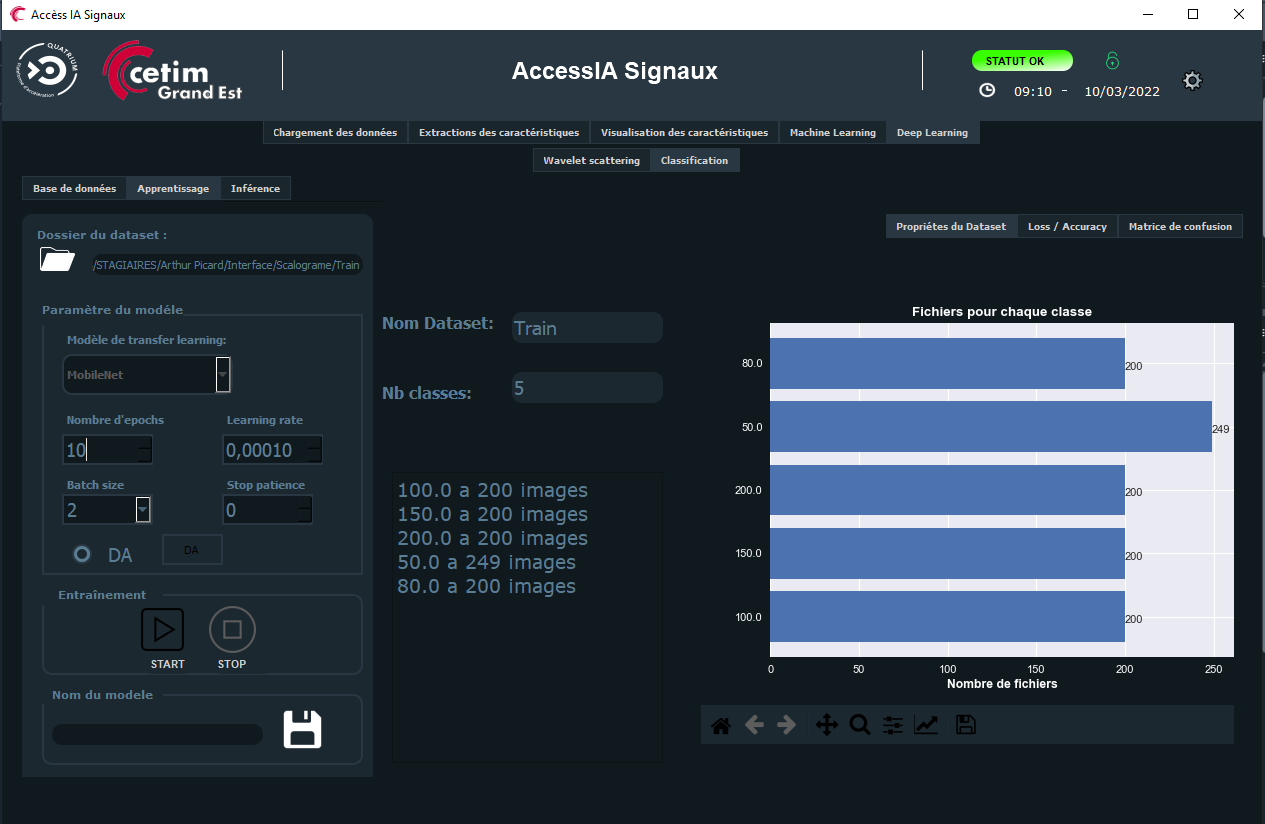 Accèss IA Signaux
QUATRIUM
cetim
Grand Est
AccessIA Signaux
STATUT OK
09:10 - 10/03/2022
Chargement des données Extractions des caractéristiques Visualisation des caractéristiques Machine Learning Deep Learning
Wavelet scattering Classification
Base de données Apprentissage Inférence
Propriétes du Dataset Loss / Accuracy Matrice de confusion
Dossier du dataset :
/STAGIAIRES/Arthur Picard/Interface/Scalograme/Train
Paramètre du modéle
Modèle de transfer learning:
MobileNet
Nombre d'epochs Learning rate
10 0,00010
Batch size Stop patience
2 0
DA DA
Entraînement
START STOP
Nom du modele
Nom Dataset: Train
Nb classes: 5
100.0 a 200 images
150.0 a 200 images
200.0 a 200 images
50.0 a 249 images
80.0 a 200 images
Fichiers pour chaque classe
80.0 200
50.0 249
200.0 200
150.0 200
100.0 200
0 50 100 150 200 250
Nombre de fichiers